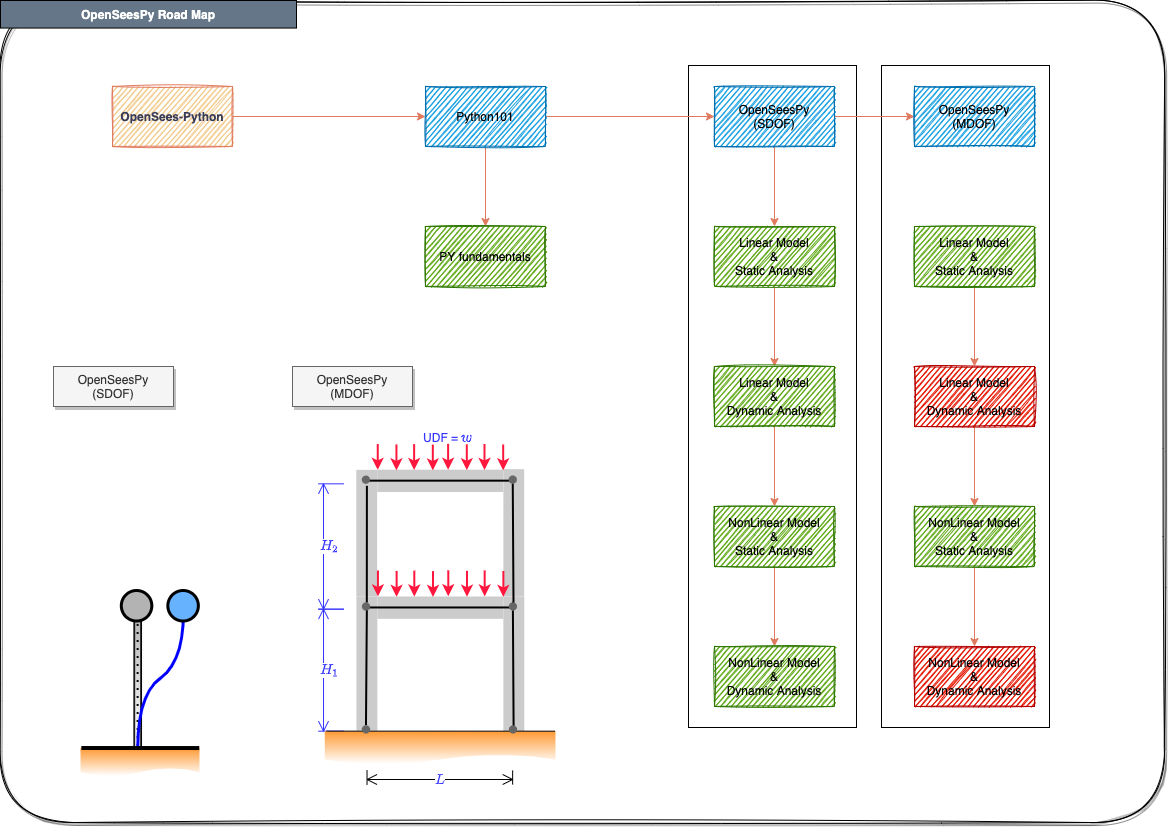 OpenSeesPy Road Map
OpenSees-Python
Python101
OpenSeesPy
(SDOF)
OpenSeesPy
(MDOF)
PY fundamentals
Linear Model
&
Static Analysis
Linear Model
&
Static Analysis
Linear Model
&
Dynamic Analysis
Linear Model
&
Dynamic Analysis
NonLinear Model
&
Static Analysis
NonLinear Model
&
Static Analysis
NonLinear Model
&
Dynamic Analysis
NonLinear Model
&
Dynamic Analysis
OpenSeesPy
(SDOF)
OpenSeesPy
(MDOF)
UDF = w
H₂
H₁
L